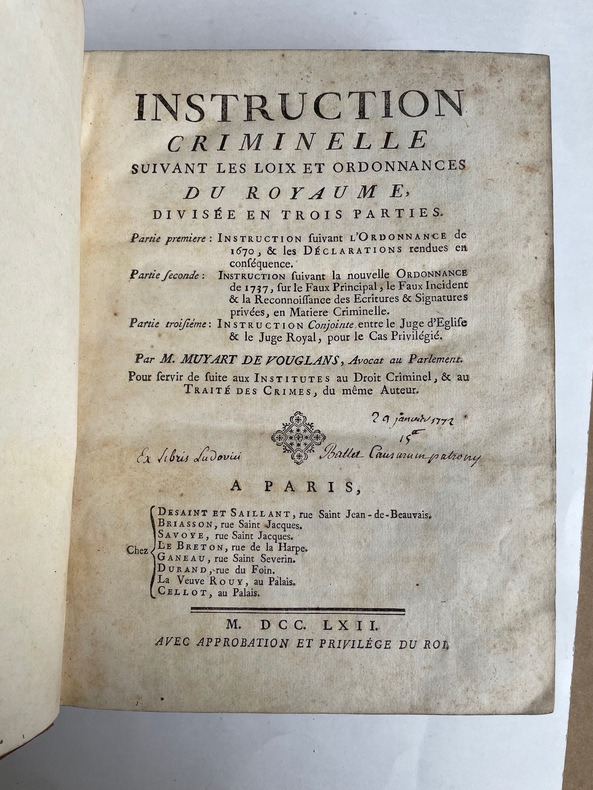 INSTRUCTION
CRIMINELLE
SUIVANT LES LOIX ET ORDONNANCES
DU ROYAUME,
DIVISÉE EN TROIS PARTIES.
Partie premiere : INSTRUCTION suivant L'ORDONNANCE de
1670, & les DÉCLARATIONS rendues en
conséquence.
Partie seconde : INSTRUCTION suivant la nouvelle ORDONNANCE
de 1737, sur le Faux Principal, le Faux Incident
& la Reconnoissance des Ecritures & Signatures
privées, en Matiere Criminelle.
Partie troisieme : INSTRUCTION Conjointe entre le Juge d'Eglise
& le Juge Royal, pour le Cas Privilégié.
Par M. MUYART DE VOUGLANS, Avocat au Parlement.
Pour servir de suite aux INSTITUTES au Droit Criminel, & au
TRAITÉ DES CRIMES, du même Auteur.
29 janvier 1772
15
Ex Libris Ludovici Ballet Causarum patroni
A PARIS,
Chez
DESAINT ET SAILLANT, rue Saint Jean-de-Beauvais.
BRIASSON, rue Saint Jacques.
SAVOYE, rue Saint Jacques.
LE BRETON, rue de la Harpe.
GANEAU, rue Saint Severin.
DURAND, rue du Foin.
La Veuve ROUY, au Palais.
CELLOT, au Palais.
M. DCC. LXII.
AVEC APPROBATION ET PRIVILÉGE DU ROI.